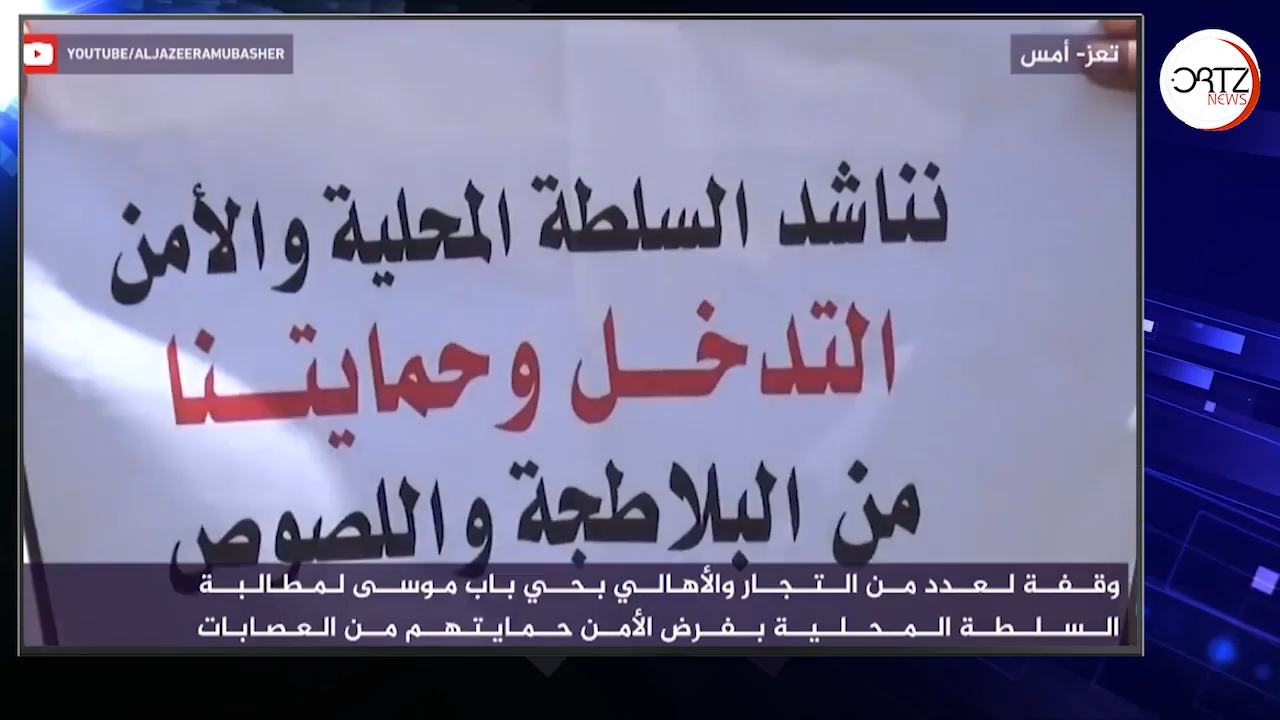 YOUTUBE/ALJAZEERAMUBASHER
تعز- أمس
ORTZ
NEWS
نناشد السلطة المحلية والأمن
التدخل وحمايتنا
من البلاطجة واللصوص
وقفة لعدد من التجار والأهالي بحي باب موسى لمطالبة
السلطة المحلية بفرض الأمن حمايتهم من العصابات